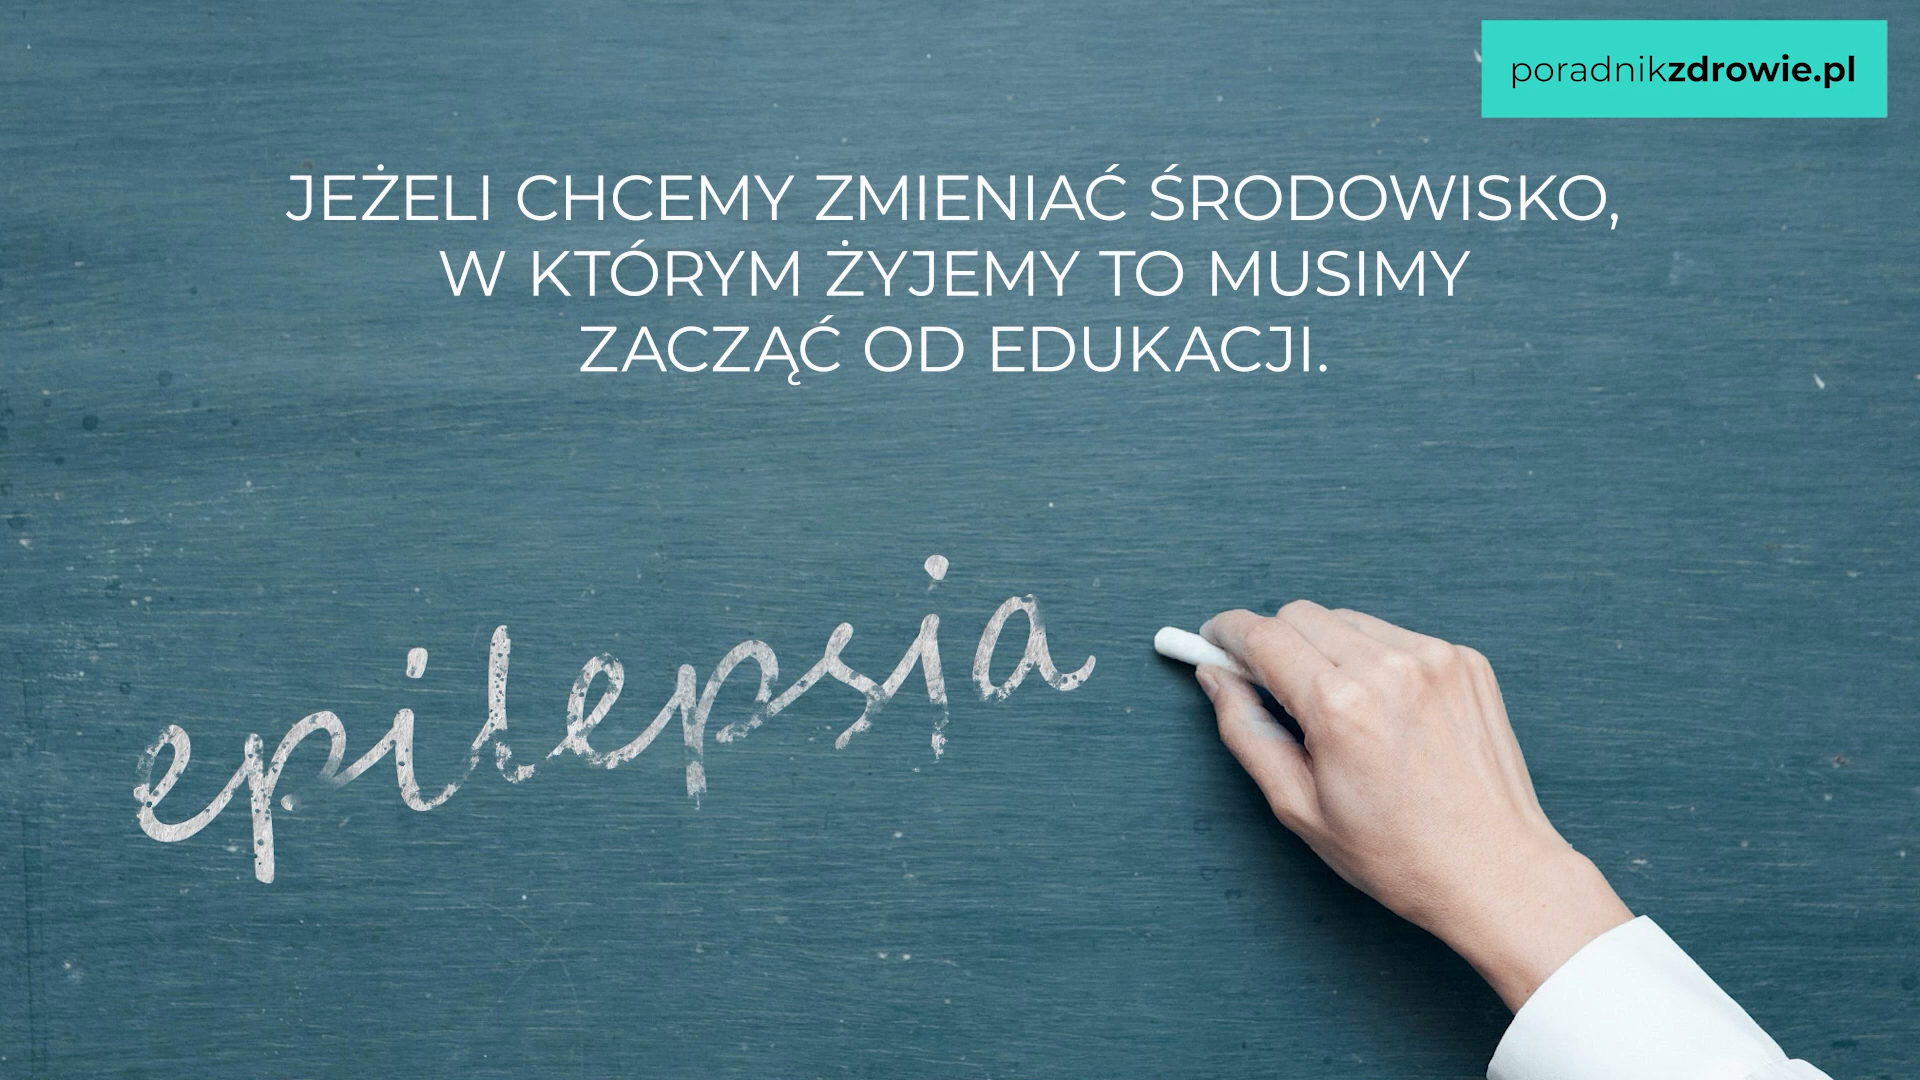 poradnikzdrowie.pl
JEŻELI CHCEMY ZMIENIAĆ ŚRODOWISKO,
W KTÓRYM ŻYJEMY TO MUSIMY
ZACZĄĆ OD EDUKACJI.
epilepsja